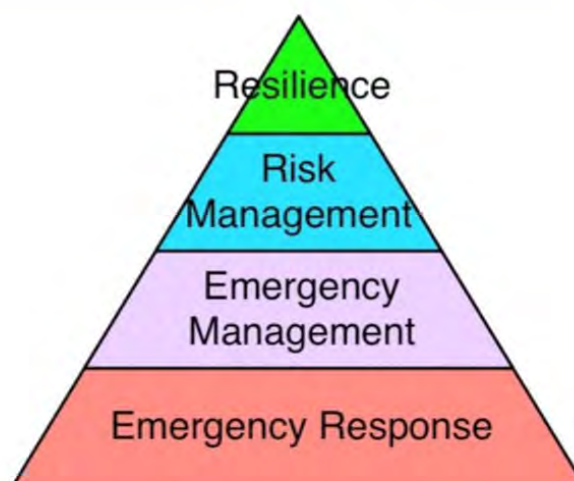 Resilience
Risk
Management
Emergency
Management
Emergency Response